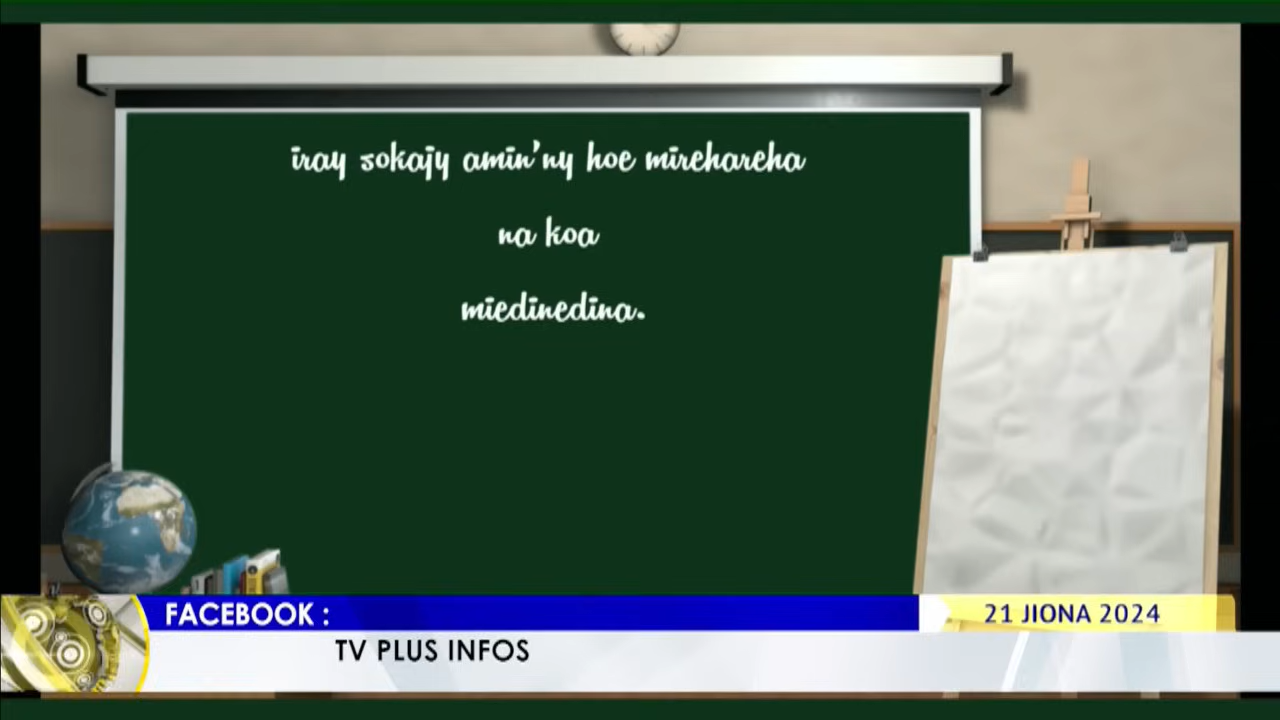 iray sokajy amin'ny hoe mirehareha
na koa
miedinedina.
FACEBOOK :
21 JIONA 2024
TV PLUS INFOS